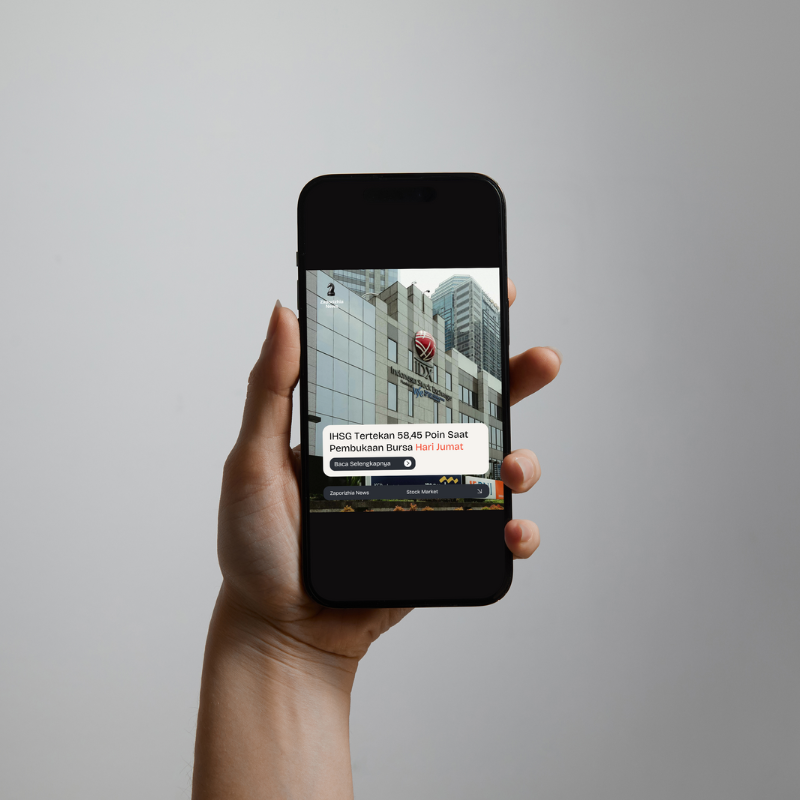 Zaporizhia
News
IDX
Indonesia Stock Exchange
IHSG Tertekan 58,45 Poin Saat
Pembukaan Bursa Hari Jumat
Baca Selengkapnya
Zaporizhia News
Stock Market